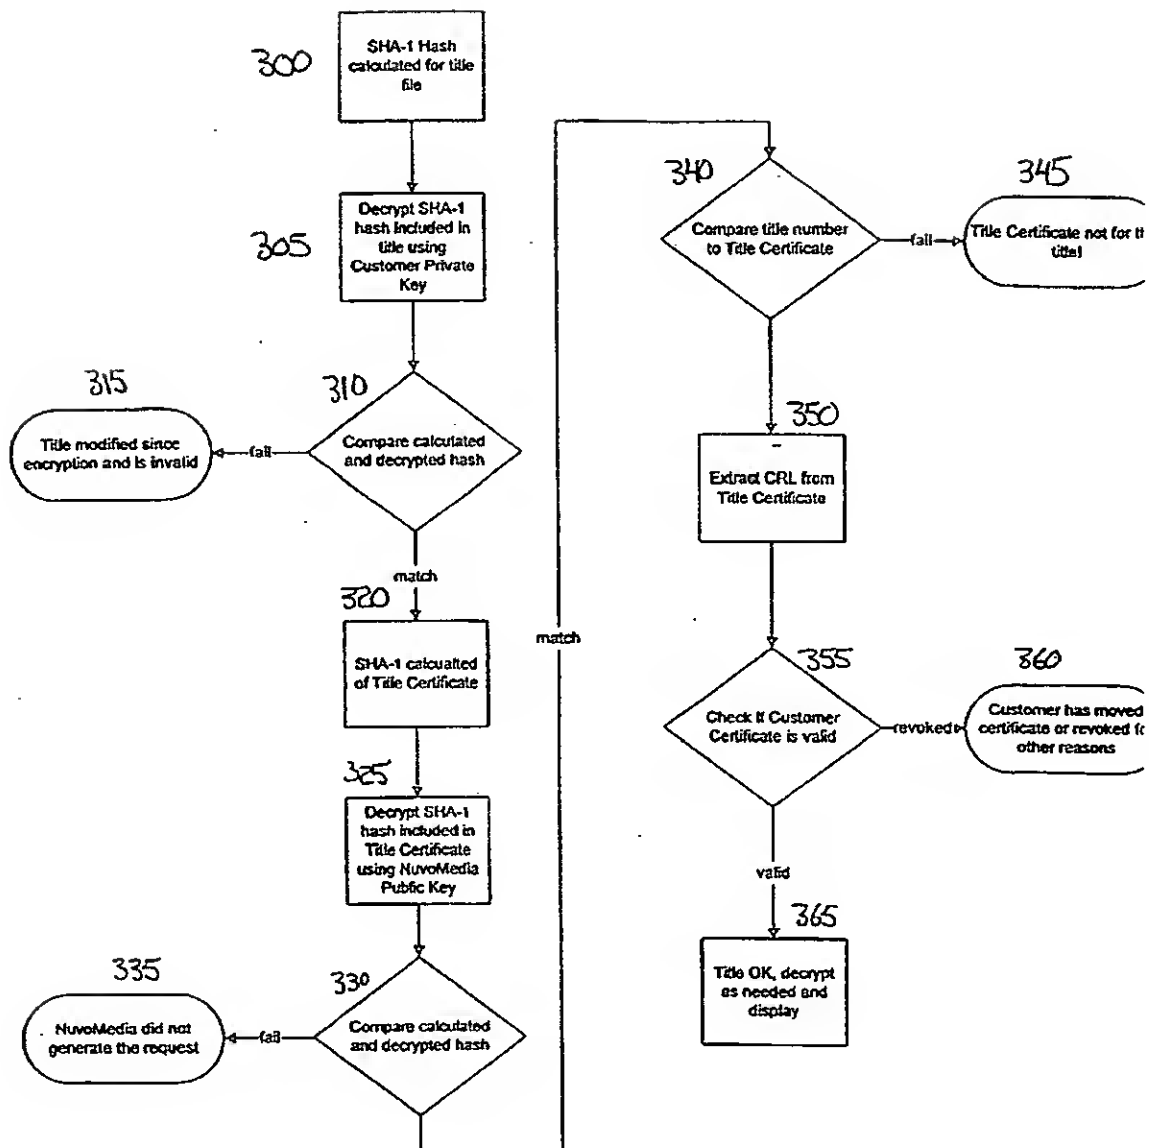 300
SHA-1 Hash
calculated for title
file
305
Decrypt SHA-1
hash included in
title using
Customer Private
Key
315
310
Title modified since
encryption and is invalid
fail
Compare calculated
and decrypted hash
match
320
SHA-1 calcualted
of Title Certificate
325
Decrypt SHA-1
hash included in
Title Certificate
using NuvoMedia
Public Key
335
330
NuvoMedia did not
generate the request
fail
Compare calculated
and decrypted hash
match
340
Compare title number
to Title Certificate
fail
345
Title Certificate not for th
title!
350
Extract CRL from
Title Certificate
355
Check if Customer
Certificate is valid
revoked
360
Customer has moved
certificate or revoked fo
other reasons
valid
365
Title OK, decrypt
as needed and
display